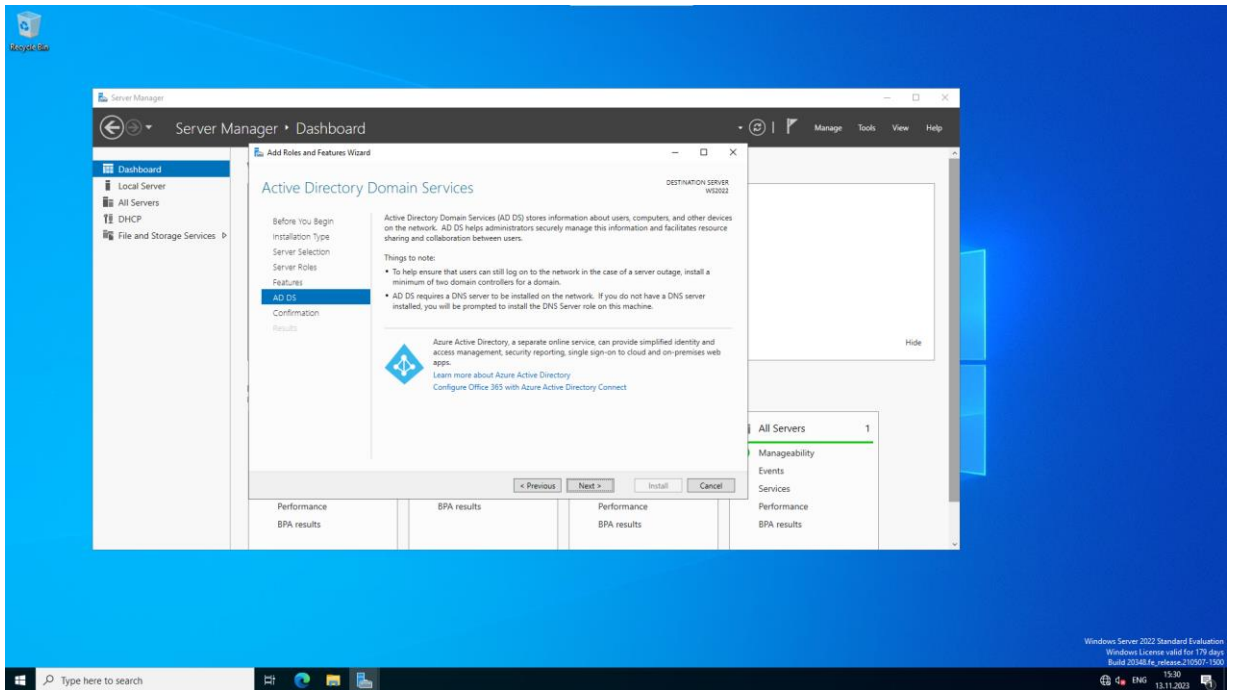 Recycle Bin
Server Manager
Server Manager • Dashboard
Manage Tools View Help
Dashboard
Local Server
All Servers
DHCP
File and Storage Services
Add Roles and Features Wizard
Active Directory Domain Services
DESTINATION SERVER
WS2022
Before You Begin
Installation Type
Server Selection
Server Roles
Features
AD DS
Confirmation
Results
Active Directory Domain Services (AD DS) stores information about users, computers, and other devices
on the network. AD DS helps administrators securely manage this information and facilitates resource
sharing and collaboration between users.
Things to note:
• To help ensure that users can still log on to the network in the case of a server outage, install a
minimum of two domain controllers for a domain.
• AD DS requires a DNS server to be installed on the network. If you do not have a DNS server
installed, you will be prompted to install the DNS Server role on this machine.
Azure Active Directory, a separate online service, can provide simplified identity and
access management, security reporting, single sign-on to cloud and on-premises web
apps.
Learn more about Azure Active Directory
Configure Office 365 with Azure Active Directory Connect
< Previous Next > Install Cancel
Hide
All Servers 1
Manageability
Events
Services
Performance
BPA results
Performance
BPA results
BPA results
Performance
BPA results
Windows Server 2022 Standard Evaluation
Windows License valid for 179 days
Build 20348.fe_release.210507-1500
Type here to search
ENG
15:30
13.11.2023